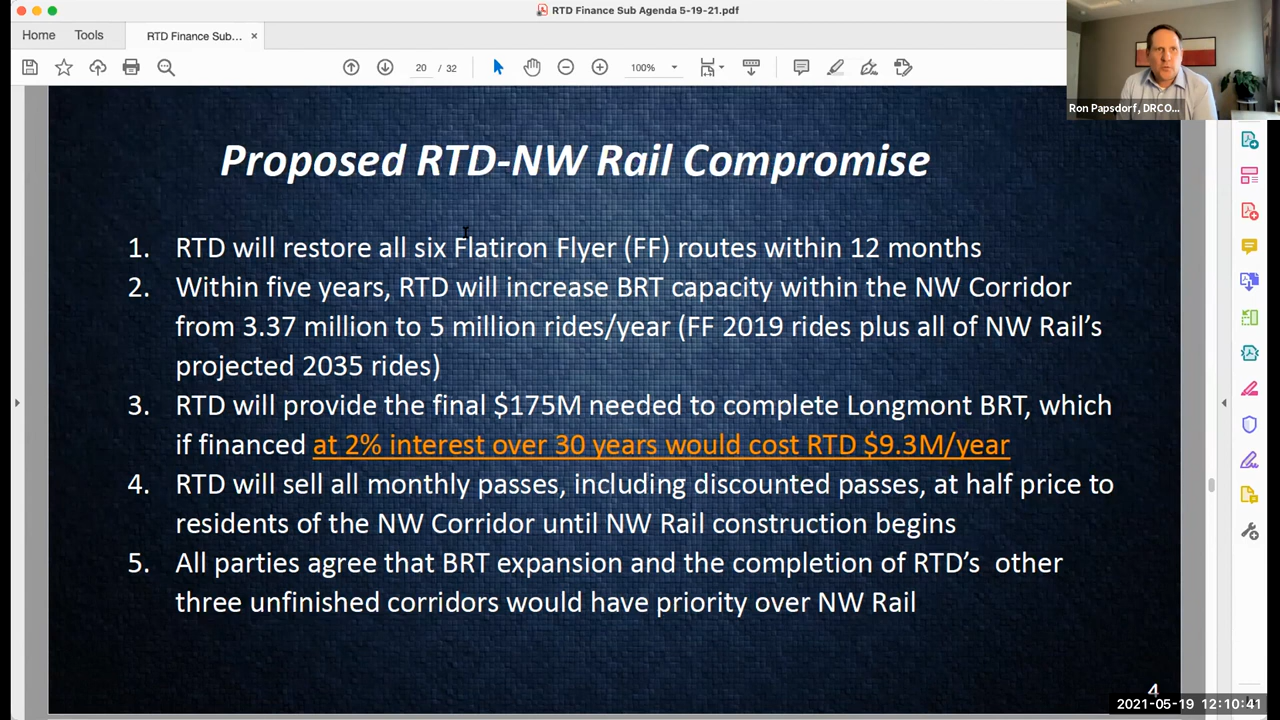 RTD Finance Sub Agenda 5-19-21.pdf
Home Tools RTD Finance Sub... ×
20 / 32 100%
Ron Papsdorf, DRCO...
Proposed RTD-NW Rail Compromise
1. RTD will restore all six Flatiron Flyer (FF) routes within 12 months
2. Within five years, RTD will increase BRT capacity within the NW Corridor
from 3.37 million to 5 million rides/year (FF 2019 rides plus all of NW Rail’s
projected 2035 rides)
3. RTD will provide the final $175M needed to complete Longmont BRT, which
if financed at 2% interest over 30 years would cost RTD $9.3M/year
4. RTD will sell all monthly passes, including discounted passes, at half price to
residents of the NW Corridor until NW Rail construction begins
5. All parties agree that BRT expansion and the completion of RTD’s other
three unfinished corridors would have priority over NW Rail
4
2021-05-19 12:10:41